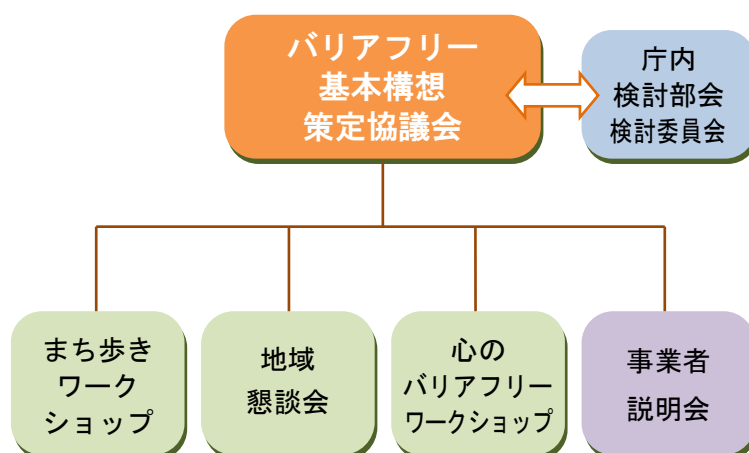 バリアフリー
基本構想
策定協議会
庁内
検討部会
検討委員会
まち歩き
ワーク
ショップ
地域
懇談会
心の
バリアフリー
ワークショップ
事業者
説明会